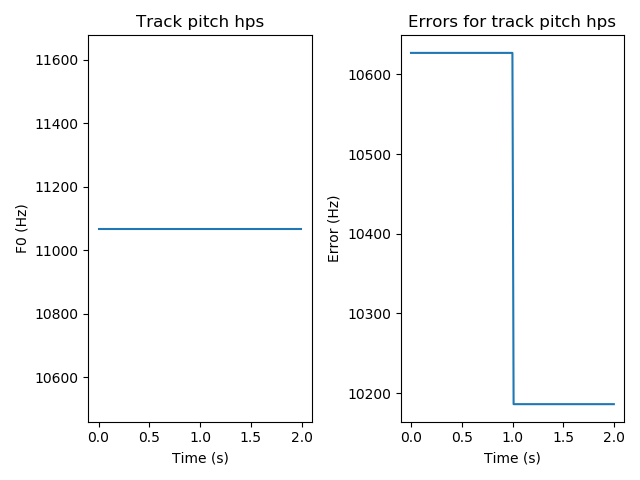 Track pitch hps
F0 (Hz)
11600
11400
11200
11000
10800
10600
0.0 0.5 1.0 1.5 2.0
Time (s)
Errors for track pitch hps
Error (Hz)
10600
10500
10400
10300
10200
0.0 0.5 1.0 1.5 2.0
Time (s)